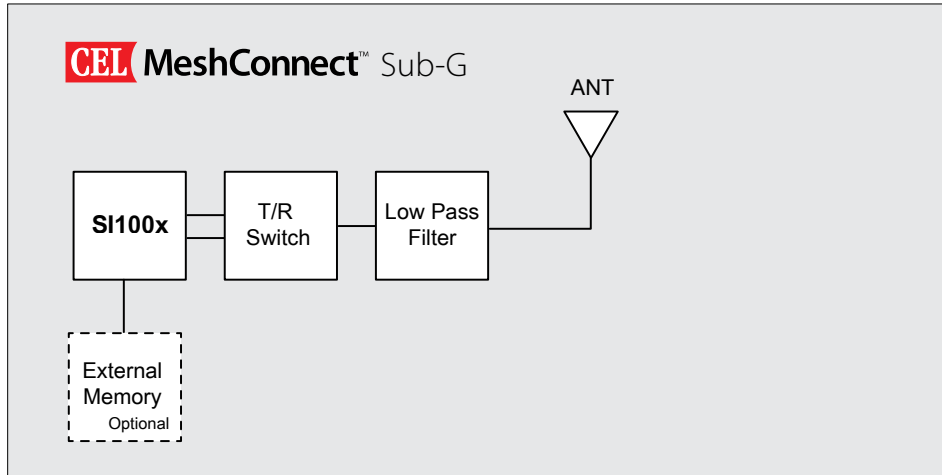 CEL MeshConnect™ Sub-G
ANT
SI100x
T/R
Switch
Low Pass
Filter
External
Memory
Optional